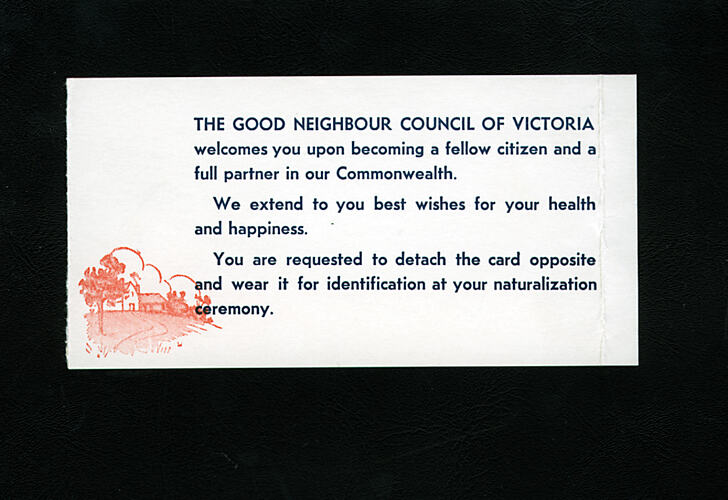 THE GOOD NEIGHBOUR COUNCIL OF VICTORIA
welcomes you upon becoming a fellow citizen and a
full partner in our Commonwealth.
We extend to you best wishes for your health
and happiness.
You are requested to detach the card opposite
and wear it for identification at your naturalization
ceremony.